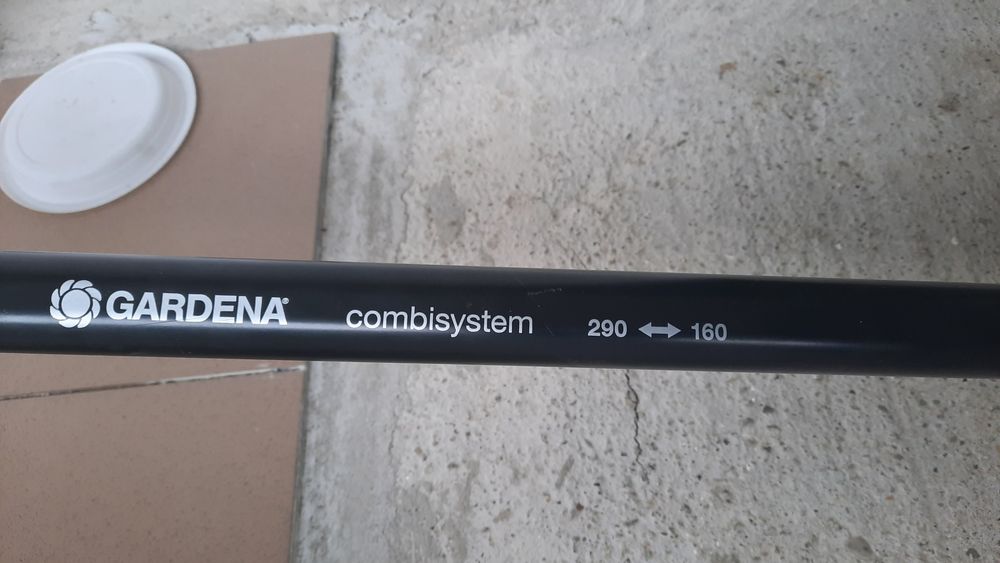 GARDENA® combisystem 290 ↔ 160